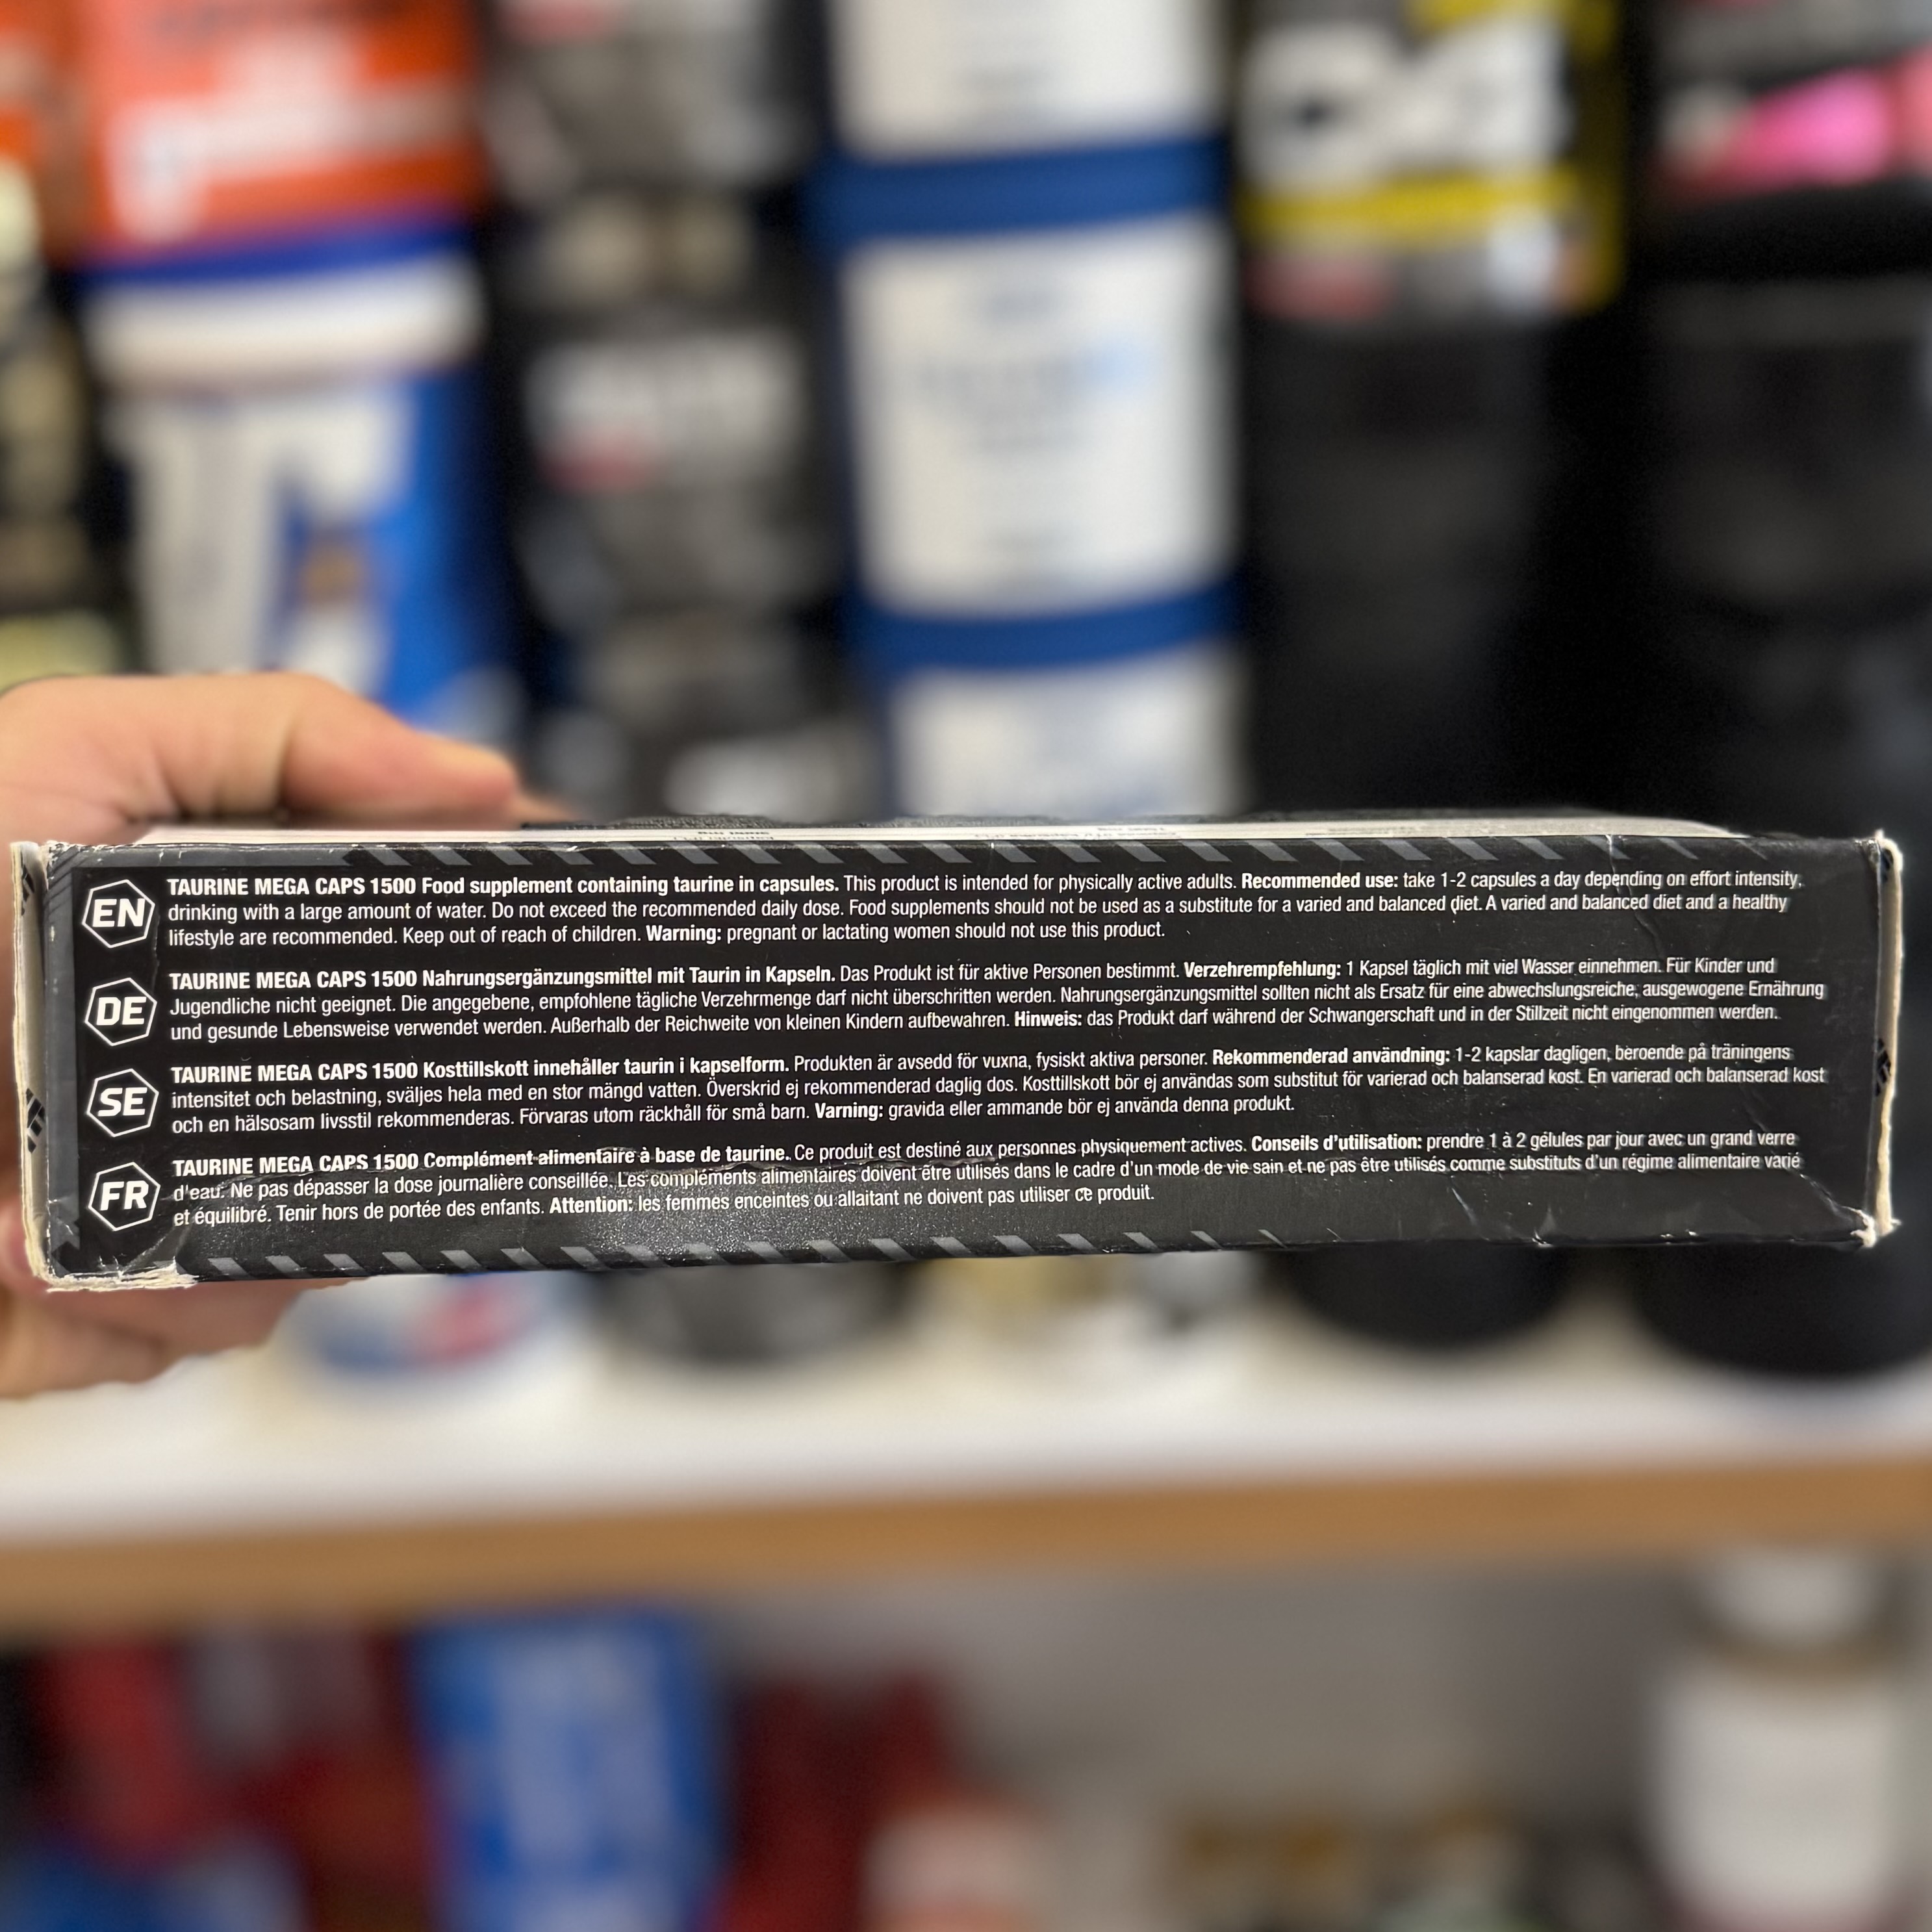 EN
TAURINE MEGA CAPS 1500 Food supplement containing taurine in capsules. This product is intended for physically active adults. Recommended use: take 1-2 capsules a day depending on effort intensity,
drinking with a large amount of water. Do not exceed the recommended daily dose. Food supplements should not be used as a substitute for a varied and balanced diet. A varied and balanced diet and a healthy
lifestyle are recommended. Keep out of reach of children. Warning: pregnant or lactating women should not use this product.
DE
TAURINE MEGA CAPS 1500 Nahrungsergänzungsmittel mit Taurin in Kapseln. Das Produkt ist für aktive Personen bestimmt. Verzehrempfehlung: 1 Kapsel täglich mit viel Wasser einnehmen. Für Kinder und
Jugendliche nicht geeignet. Die angegebene, empfohlene tägliche Verzehrmenge darf nicht überschritten werden. Nahrungsergänzungsmittel sollten nicht als Ersatz für eine abwechslungsreiche, ausgewogene Ernährung
und gesunde Lebensweise verwendet werden. Außerhalb der Reichweite von kleinen Kindern aufbewahren. Hinweis: das Produkt darf während der Schwangerschaft und in der Stillzeit nicht eingenommen werden.
SE
TAURINE MEGA CAPS 1500 Kosttillskott innehåller taurin i kapselform. Produkten är avsedd för vuxna, fysiskt aktiva personer. Rekommenderad användning: 1-2 kapslar dagligen, beroende på träningens
intensitet och belastning, sväljes hela med en stor mängd vatten. Överskrid ej rekommenderad daglig dos. Kosttillskott bör ej användas som substitut för varierad och balanserad kost. En varierad och balanserad kost
och en hälsosam livsstil rekommenderas. Förvaras utom räckhåll för små barn. Varning: gravida eller ammande bör ej använda denna produkt.
FR
TAURINE MEGA CAPS 1500 Complément alimentaire à base de taurine. Ce produit est destiné aux personnes physiquement actives. Conseils d'utilisation: prendre 1 à 2 gélules par jour avec un grand verre
d'eau. Ne pas dépasser la dose journalière conseillée. Les compléments alimentaires doivent être utilisés dans le cadre d'un mode de vie sain et ne pas être utilisés comme substituts d'un régime alimentaire varié
et équilibré. Tenir hors de portée des enfants. Attention: les femmes enceintes ou allaitant ne doivent pas utiliser ce produit.